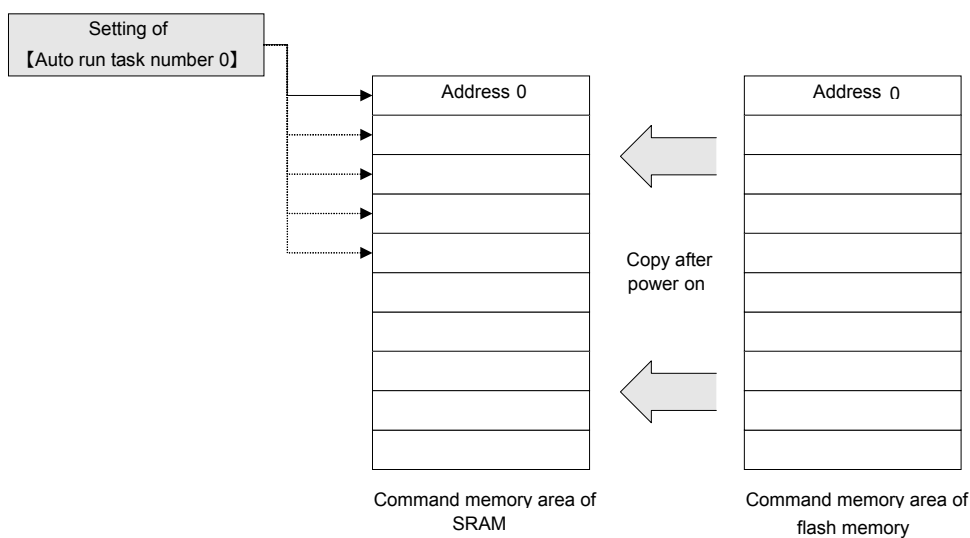 Setting of
【Auto run task number 0】
Address 0
Address 0
Copy after
power on
Command memory area of
SRAM
Command memory area of
flash memory